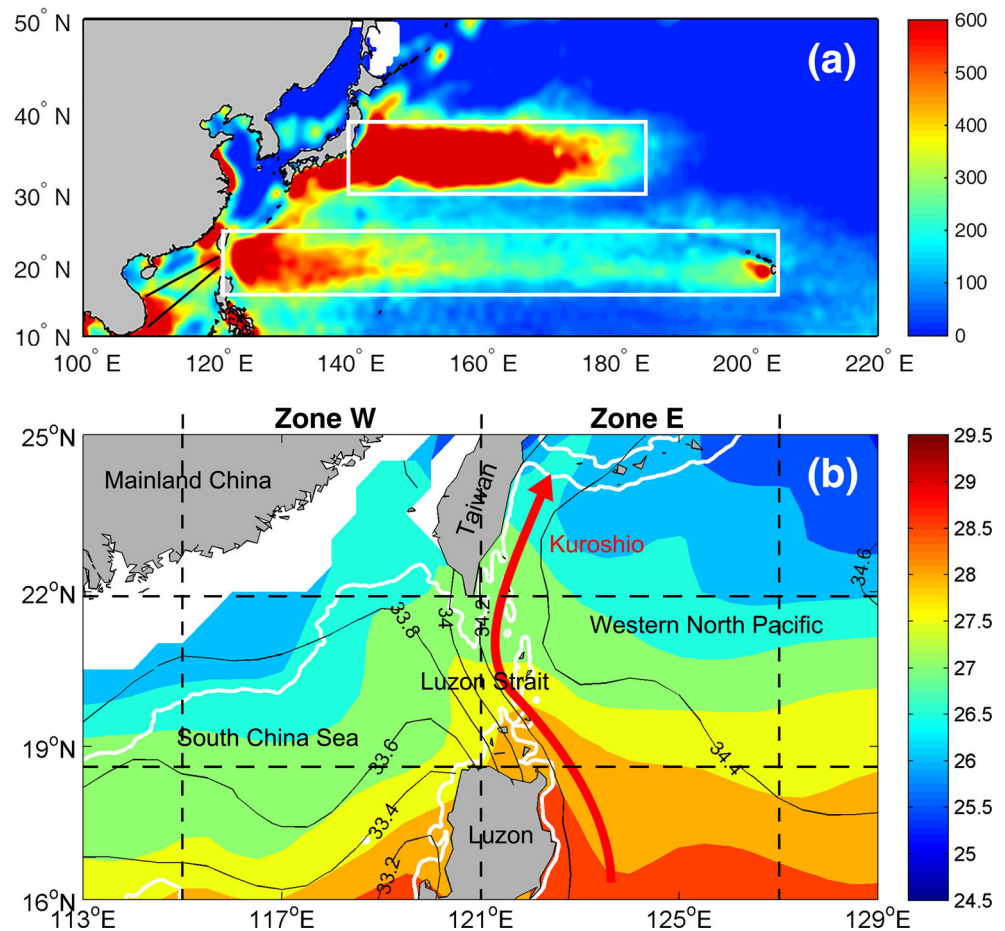 50° N
40° N
30° N
20° N
10° N
100° E
120° E
140° E
160° E
180° E
200° E
220° E
(a)
600
500
400
300
200
100
0
Zone W
Zone E
25°N
22°N
19°N
16°N
113°E
117°E
121°E
125°E
129°E
Mainland China
Taiwan
(b)
Kuroshio
34.6
Western North Pacific
33.8
34
34.2
Luzon Strait
South China Sea
33.6
34.4
33.4
33.2
Luzon
29.5
29
28.5
28
27.5
27
26.5
26
25.5
25
24.5